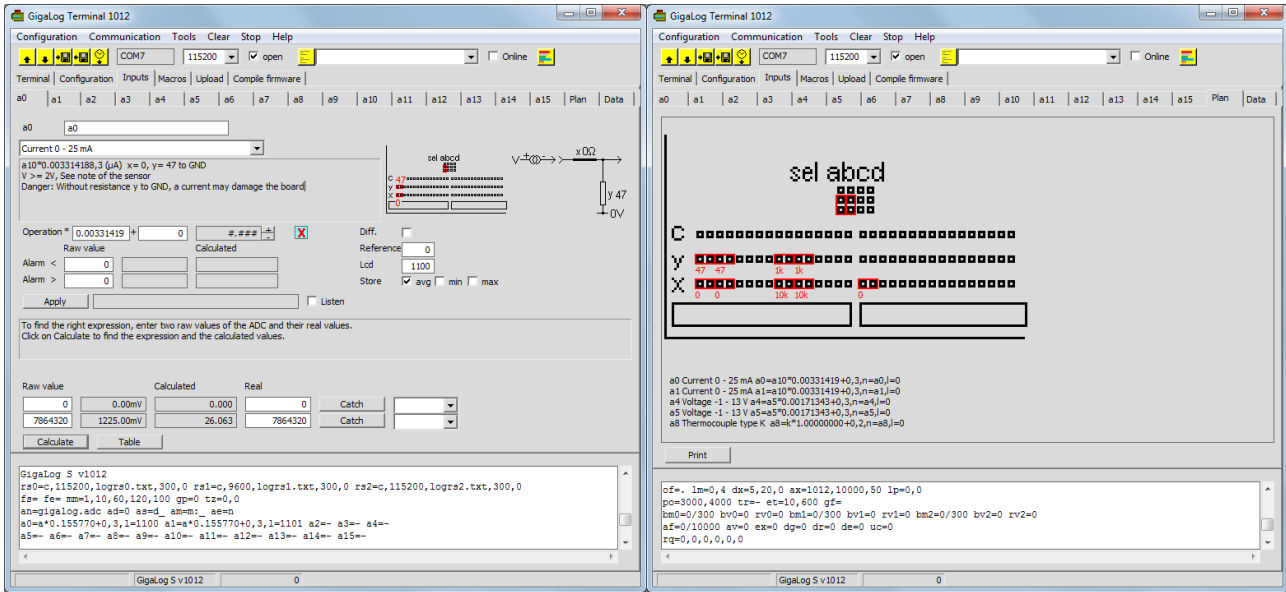 GigaLog Terminal 1012
Configuration Communication Tools Clear Stop Help
COM7 115200 open Online
Terminal Configuration Inputs Macros Upload Compile firmware
a0 a1 a2 a3 a4 a5 a6 a7 a8 a9 a10 a11 a12 a13 a14 a15 Plan Data
a0 a0
Current 0 - 25 mA
a10*0.003314188,3 (µA) x= 0, y= 47 to GND
V >= 2V, See note of the sensor
Danger: Without resistance y to GND, a current may damage the board
sel abcd
C 47
y
x
0
V x 0Ω
y 47
0V
Operation * 0.00331419 + 0 #.### ± X Diff.
Raw value Calculated Reference 0
Alarm < 0 Lcd 1100
Alarm > 0 Store avg min max
Apply Listen
To find the right expression, enter two raw values of the ADC and their real values.
Click on Calculate to find the expression and the calculated values.
Raw value Calculated Real
0 0.00mV 0.000 0 Catch
7864320 1225.00mV 26.063 7864320 Catch
Calculate Table
GigaLog S v1012
rs0=c,115200,logrs0.txt,300,0 rs1=c,9600,logrs1.txt,300,0 rs2=c,115200,logrs2.txt,300,0
fs= fe= mm=1,10,60,120,100 gp=0 tz=0,0
an=gigalog.adc ad=0 as=d_ am=m:_ ae=n
a0=a*0.155770+0,3,l=1100 a1=a*0.155770+0,3,l=1101 a2=- a3=- a4=-
a5=- a6=- a7=- a8=- a9=- a10=- a11=- a12=- a13=- a14=- a15=-
GigaLog S v1012 0
GigaLog Terminal 1012
Configuration Communication Tools Clear Stop Help
COM7 115200 open Online
Terminal Configuration Inputs Macros Upload Compile firmware
a0 a1 a2 a3 a4 a5 a6 a7 a8 a9 a10 a11 a12 a13 a14 a15 Plan Data
sel abcd
C
y
47 47 1k 1k
X
0 0 10k 10k 0
a0 Current 0 - 25 mA a0=a10*0.00331419+0,3,n=a0,l=0
a1 Current 0 - 25 mA a1=a10*0.00331419+0,3,n=a1,l=0
a4 Voltage -1 - 13 V a4=a5*0.00171343+0,3,n=a4,l=0
a5 Voltage -1 - 13 V a5=a5*0.00171343+0,3,n=a5,l=0
a8 Thermocouple type K a8=k*1.00000000+0,2,n=a8,l=0
Print
of=. lm=0,4 dx=5,20,0 ax=1012,10000,50 lp=0,0
po=3000,4000 tr=- et=10,600 gf=
bm0=0/300 bv0=0 rv0=0 bm1=0/300 bv1=0 rv1=0 bm2=0/300 bv2=0 rv2=0
af=0/10000 av=0 ex=0 dg=0 dr=0 de=0 uc=0
rq=0,0,0,0,0,0
GigaLog S v1012 0